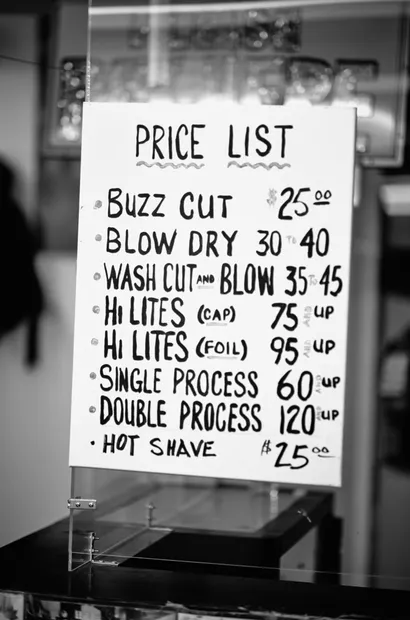 PRICE LIST
BUZZ CUT $25.00
BLOW DRY 30 TO 40
WASH CUT AND BLOW 35 TO 45
Hi LITES (CAP) 75 AND UP
Hi LITES (FOIL) 95 AND UP
SINGLE PROCESS 60 AND UP
DOUBLE PROCESS 120 AND UP
• HOT SHAVE $25.00